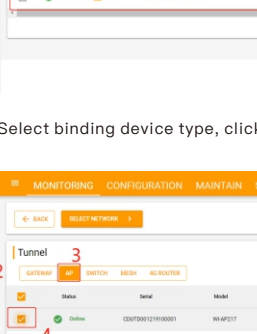 Select binding device type, click
MONITORING CONFIGURATION MAINTAIN
← BACK SELECT NETWORK >
Tunnel
3
2
GATEWAY AP SWITCH MESH 4G ROUTER
Status Serial Model
Online CDEITD001219100001 WI-AP217
4